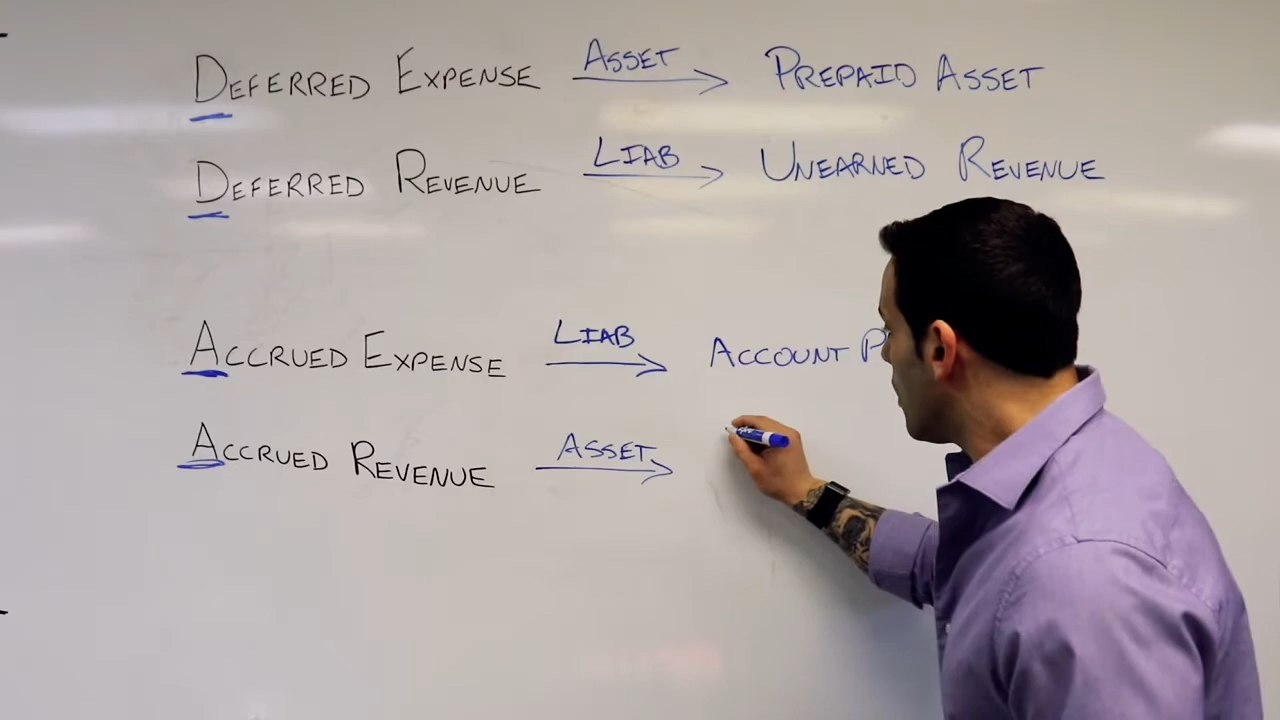 DEFERRED EXPENSE ASSET PREPAID ASSET
DEFERRED REVENUE LIAB UNEARNED REVENUE
ACCRUED EXPENSE LIAB ACCOUNT P
ACCRUED REVENUE ASSET